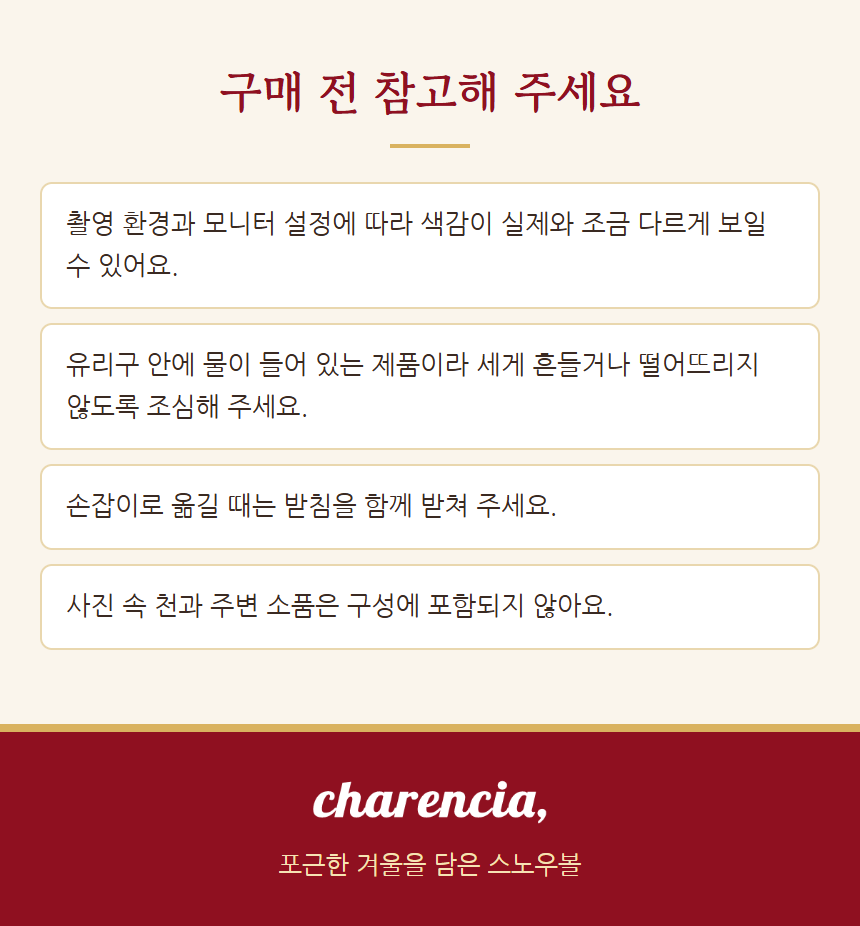 구매 전 참고해 주세요
촬영 환경과 모니터 설정에 따라 색감이 실제와 조금 다르게 보일
수 있어요.
유리구 안에 물이 들어 있는 제품이라 세게 흔들거나 떨어뜨리지
않도록 조심해 주세요.
손잡이로 옮길 때는 받침을 함께 받쳐 주세요.
사진 속 천과 주변 소품은 구성에 포함되지 않아요.
charencia,
포근한 겨울을 담은 스노우볼